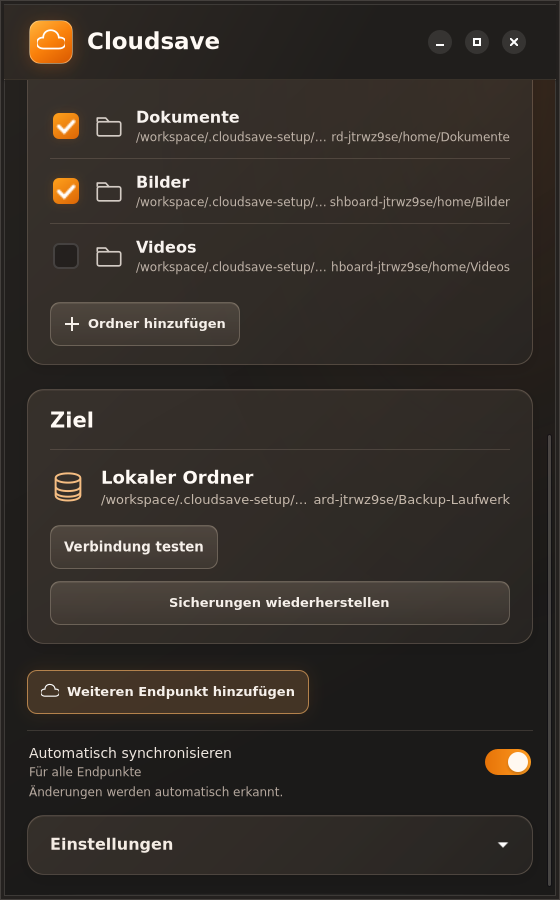 Cloudsave
Dokumente
/workspace/.cloudsave-setup/… rd-jtrwz9se/home/Dokumente
Bilder
/workspace/.cloudsave-setup/… shboard-jtrwz9se/home/Bilder
Videos
/workspace/.cloudsave-setup/… hboard-jtrwz9se/home/Videos
Ordner hinzufügen
Ziel
Lokaler Ordner
/workspace/.cloudsave-setup/… ard-jtrwz9se/Backup-Laufwerk
Verbindung testen
Sicherungen wiederherstellen
Weiteren Endpunkt hinzufügen
Automatisch synchronisieren
Für alle Endpunkte
Änderungen werden automatisch erkannt.
Einstellungen